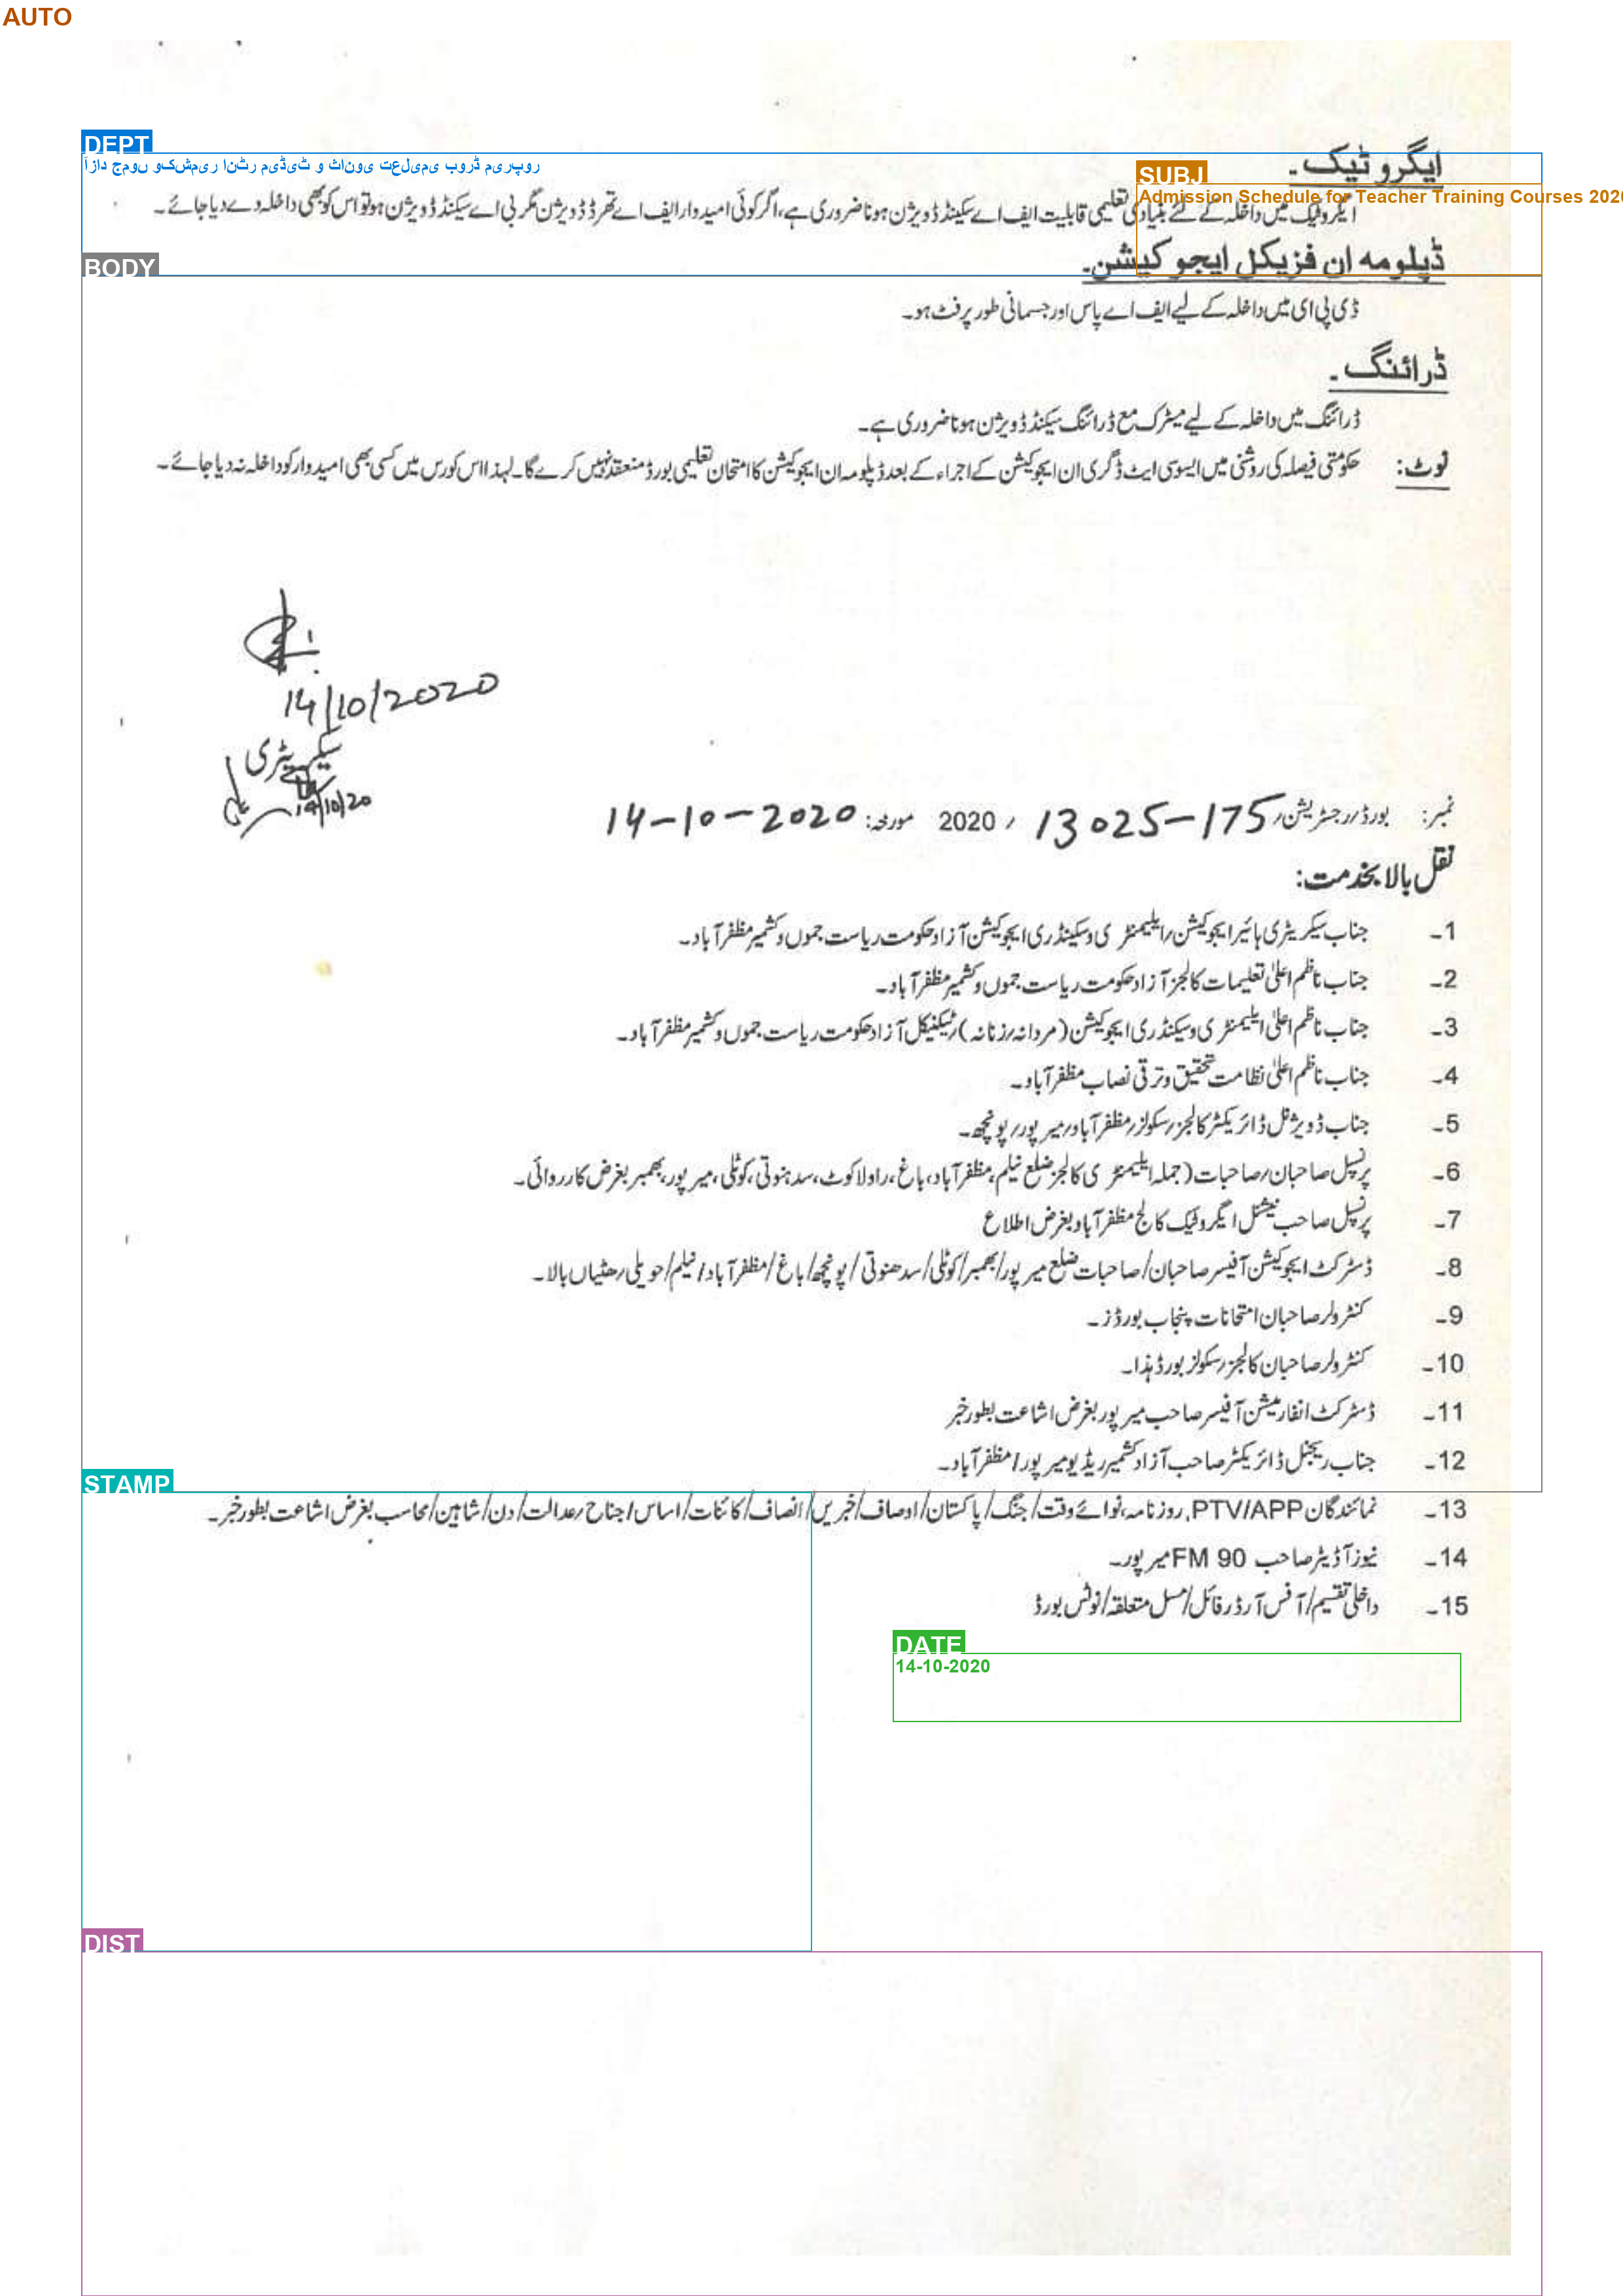 AUTO
DEPT
آزاد جموں وکشمیر انٹر میڈیٹ و ثانوی تعلیمی بورڈ میرپور
ایگرو ٹیک۔
SUBJ
Admission Schedule for Teacher Training Courses 202
ایگروٹیک میں داخلہ کے لئے بنیادی تعلیمی قابلیت ایف اے سیکینڈ ڈویژن ہونا ضروری ہے، اگر کوئی امیدوار ایف اے تھرڈ ڈویژن مگر بی اے سیکنڈ ڈویژن ہو تو اس کو بھی داخلہ دے دیا جائے۔
ڈپلومہ ان فزیکل ایجوکیشن۔
BODY
ڈی پی ای میں داخلہ کے لیے ایف اے پاس اور جسمانی طور پر فٹ ہو۔
ڈرائنگ۔
ڈرائنگ میں داخلہ کے لیے میٹرک مع ڈرائنگ سیکنڈ ڈویژن ہونا ضروری ہے۔
نوٹ: حکومتی فیصلہ کی روشنی میں ایسوسی ایٹ ڈگری ان ایجوکیشن کے اجراء کے بعد ڈپلومہ ان ایجوکیشن کا امتحان تعلیمی بورڈ منعقد نہیں کرے گا۔ لہذا اس کورس میں کسی بھی امیدوار کو داخلہ نہ دیا جائے۔
14/10/2020
سیکریٹری
14/10/20
نمبر: بورڈ/رجسٹریشن/ 13025-175 / 2020 مورخہ: 14-10-2020
نقل بالا بخدمت:
1۔ جناب سیکریٹری ہائیر ایجوکیشن/ایلیمنٹری وسکینڈری ایجوکیشن آزاد حکومت ریاست جموں وکشمیر مظفرآباد۔
2۔ جناب ناظم اعلیٰ تعلیمات کالجز آزاد حکومت ریاست جموں وکشمیر مظفرآباد۔
3۔ جناب ناظم اعلیٰ ایلیمنٹری وسیکنڈری ایجوکیشن (مردانہ/زنانہ)/ٹیکنیکل آزاد حکومت ریاست جموں وکشمیر مظفرآباد۔
4۔ جناب ناظم اعلیٰ نظامت تحقیق وترقی نصاب مظفرآباد۔
5۔ جناب ڈویژنل ڈائریکٹر کالجز/سکولز/مظفرآباد/میرپور/پونچھ۔
6۔ پرنسپل صاحبان/صاحبات (جملہ ایلیمنٹری کالجز ضلع نیلم، مظفرآباد، باغ، راولاکوٹ، سدہنوتی، کوٹلی، میرپور، بھمبر بغرض کارروائی۔
7۔ پرنسپل صاحب نیشنل ایگروٹیک کالج مظفرآباد بغرض اطلاع
8۔ ڈسٹرکٹ ایجوکیشن آفیسر صاحبان/صاحبات ضلع میرپور/بھمبر/کوٹلی/سدھنوتی/پونچھ/باغ/مظفرآباد/نیلم/حویلی/ھٹیاں بالا۔
9۔ کنٹرولر صاحبان امتحانات پنجاب بورڈز۔
10۔ کنٹرولر صاحبان کالجز/سکولز بورڈ ہذا۔
11۔ ڈسٹرکٹ انفارمیشن آفیسر صاحب میرپور بغرض اشاعت بطور خبر
12۔ جناب ریجنل ڈائریکٹر صاحب آزاد کشمیر ریڈیو میرپور/مظفرآباد۔
STAMP
13۔ نمائندگان PTV/APP، روزنامہ، نوائے وقت/جنگ/پاکستان/اوصاف/خبریں/انصاف/کائنات/اساس/جناح/عدالت/دن/شاہین/محاسب بغرض اشاعت بطور خبر۔
14۔ نیوز آڈیٹر صاحب FM 90 میرپور۔
15۔ داخلی تقسیم/آفس آرڈر فائل/مسل متعلقہ/نوٹس بورڈ
DATE
14-10-2020
DIST